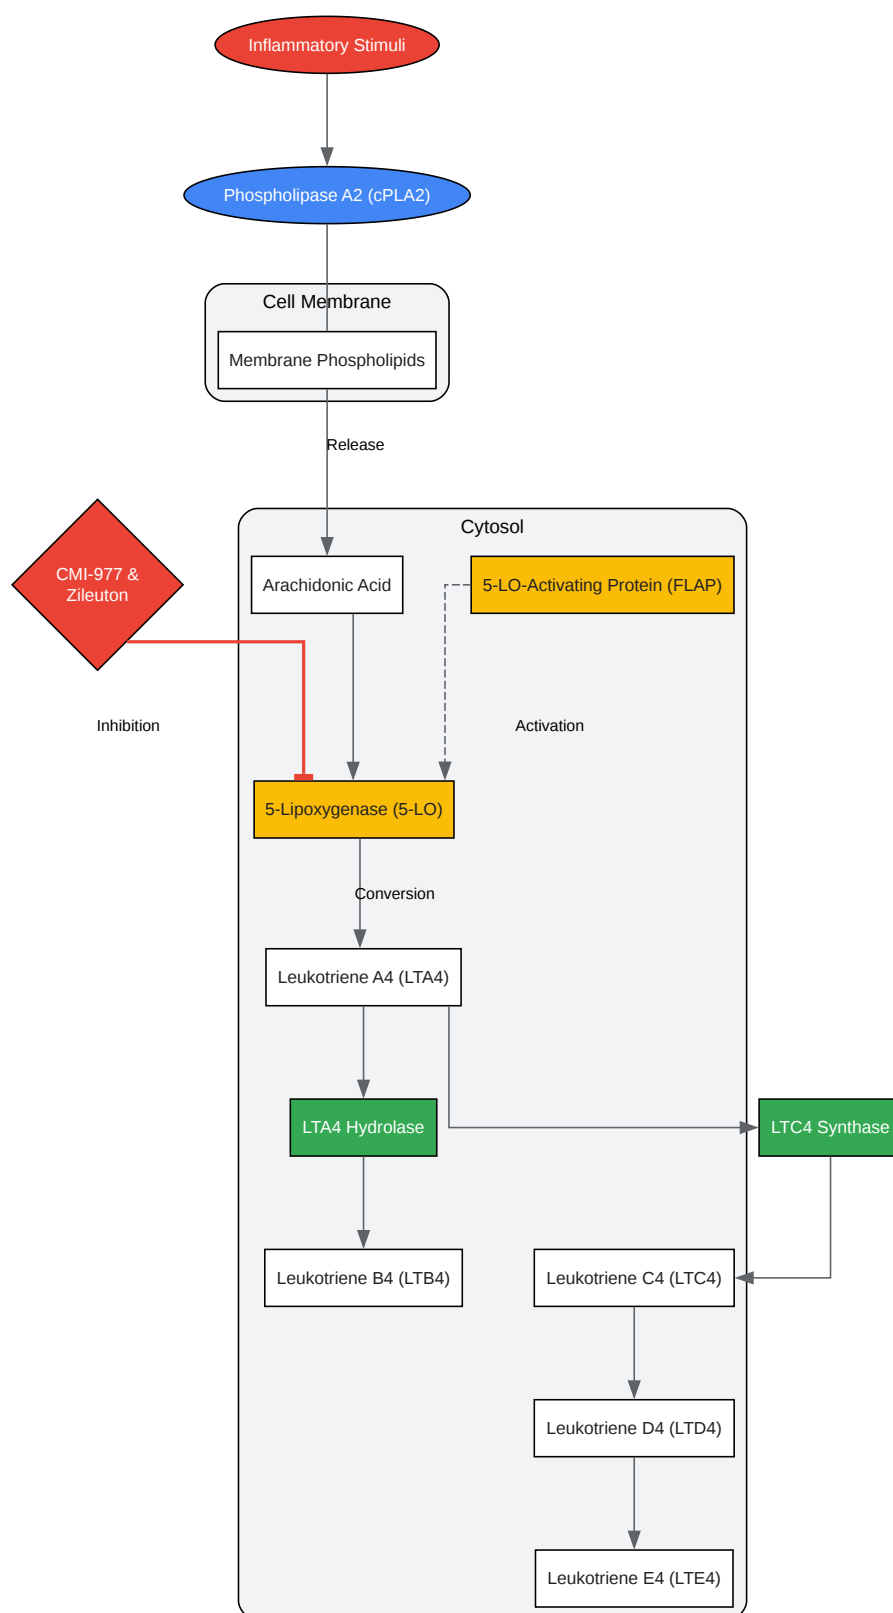 Inflammatory Stimuli
Phospholipase A2 (cPLA2)
Cell Membrane
Membrane Phospholipids
Release
Cytosol
CMI-977 &
Zileuton
Arachidonic Acid
5-LO-Activating Protein (FLAP)
Inhibition
Activation
5-Lipoxygenase (5-LO)
Conversion
Leukotriene A4 (LTA4)
LTA4 Hydrolase
LTC4 Synthase
Leukotriene B4 (LTB4)
Leukotriene C4 (LTC4)
Leukotriene D4 (LTD4)
Leukotriene E4 (LTE4)